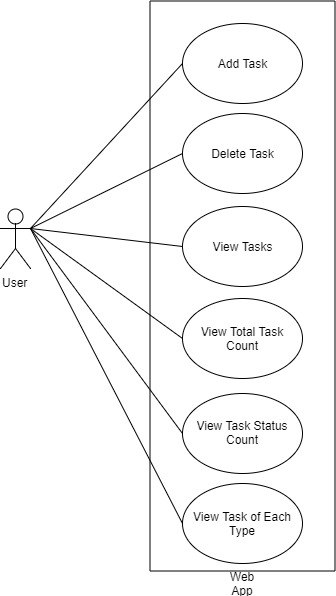 Add Task
Delete Task
View Tasks
User
View Total Task
Count
View Task Status
Count
View Task of Each
Type
Web
App